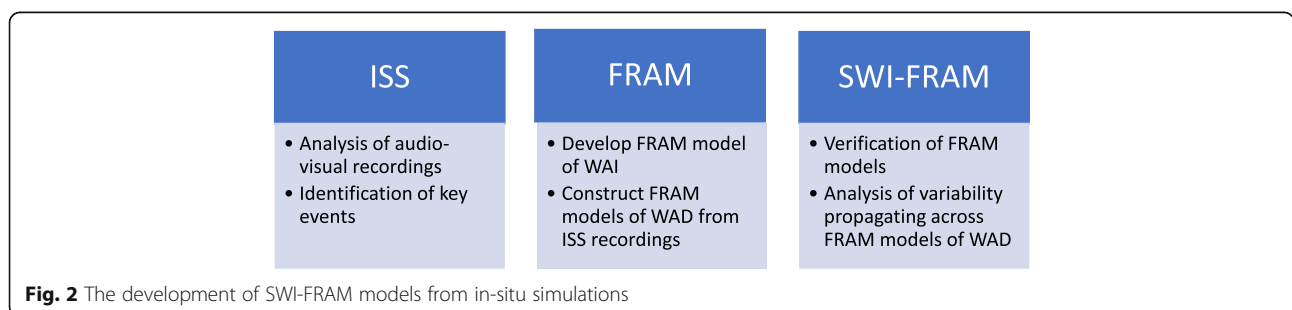 ISS
• Analysis of audio-
visual recordings
• Identification of key
events
FRAM
• Develop FRAM model
of WAI
• Construct FRAM
models of WAD from
ISS recordings
SWI-FRAM
• Verification of FRAM
models
• Analysis of variability
propagating across
FRAM models of WAD
Fig. 2 The development of SWI-FRAM models from in-situ simulations